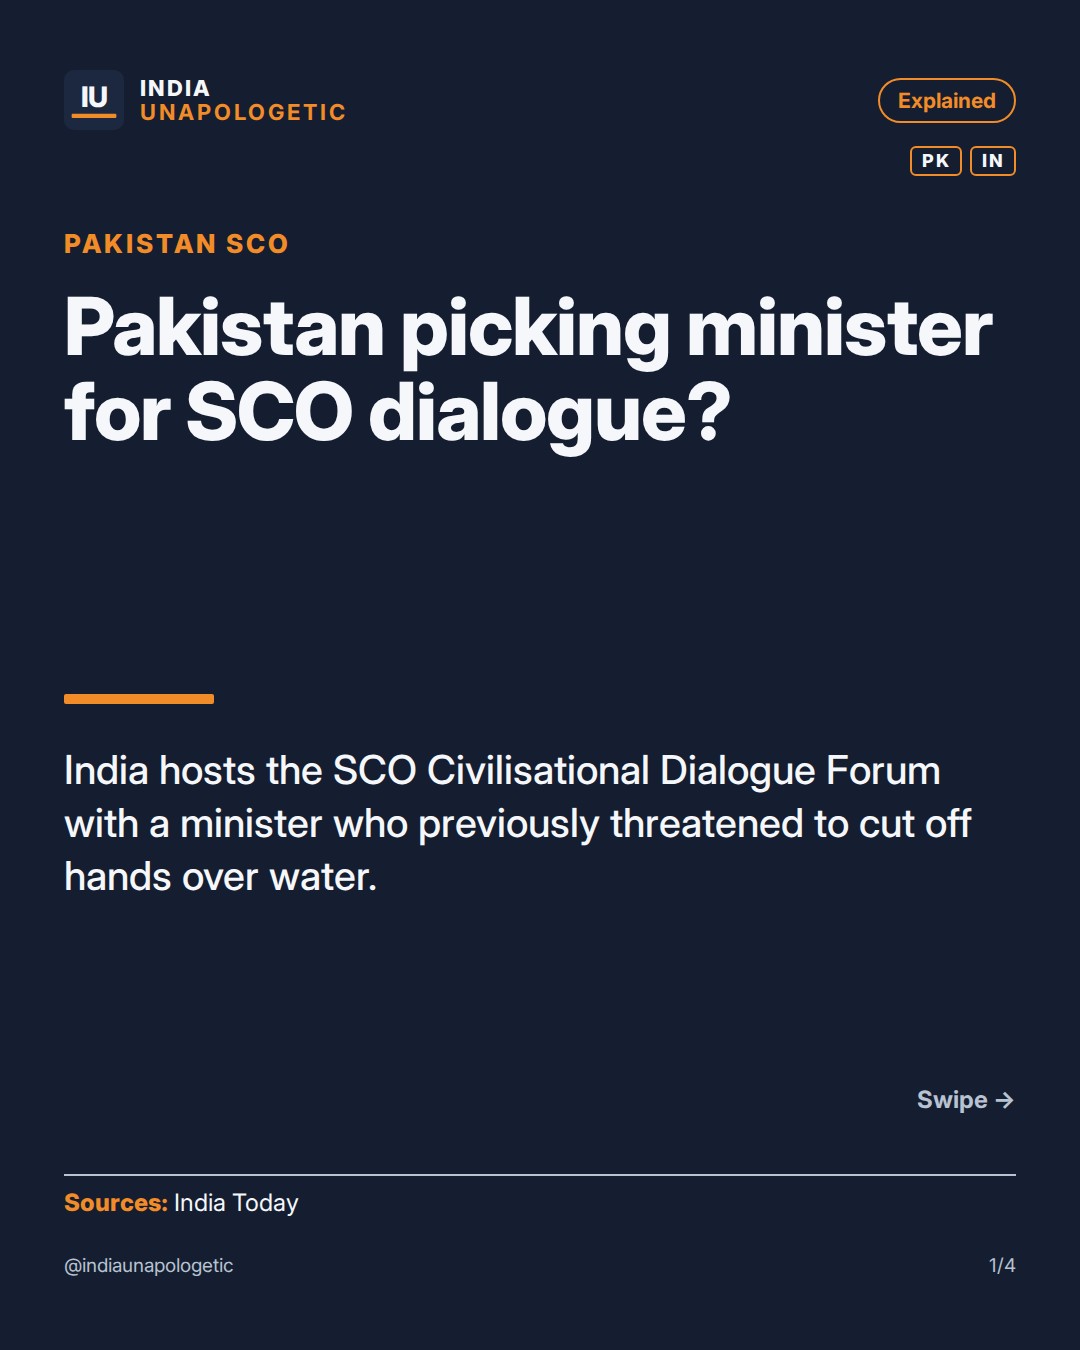 IU
INDIA
UNAPOLOGETIC
Explained
PK IN
PAKISTAN SCO
Pakistan picking minister
for SCO dialogue?
India hosts the SCO Civilisational Dialogue Forum
with a minister who previously threatened to cut off
hands over water.
Swipe →
Sources: India Today
@indiaunapologetic
1/4